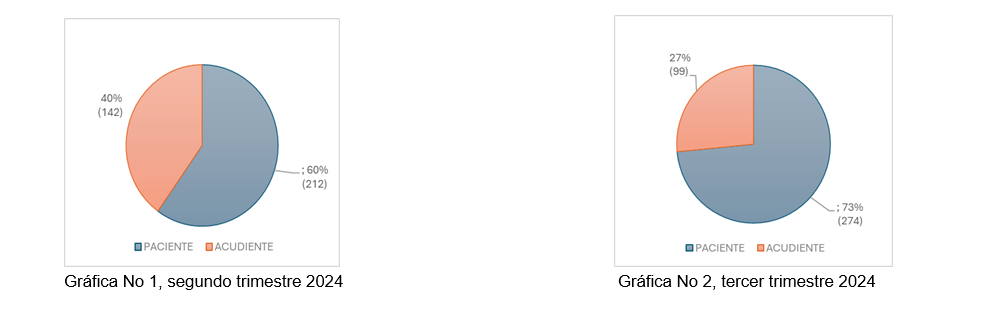 40%
(142)
; 60%
(212)
PACIENTE ACUDIENTE
Gráfica No 1, segundo trimestre 2024
27%
(99)
; 73%
(274)
PACIENTE ACUDIENTE
Gráfica No 2, tercer trimestre 2024